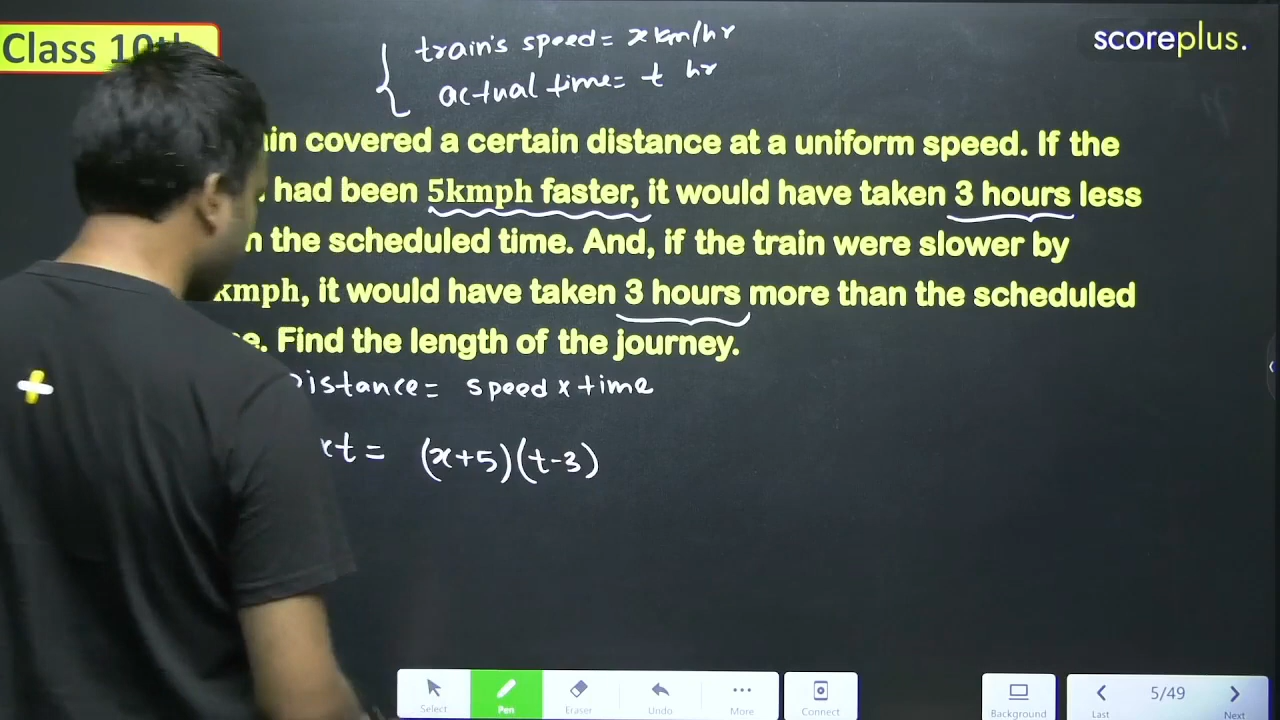 Class 10th
scoreplus.
train's speed = x km/hr
actual time = t hr
covered a certain distance at a uniform speed. If the
had been 5kmph faster, it would have taken 3 hours less
the scheduled time. And, if the train were slower by
kmph, it would have taken 3 hours more than the scheduled
Find the length of the journey.
Distance = speed x time
xt = (x+5)(t-3)
Select Pen Eraser Undo More Connect Background Last 5/49 Next